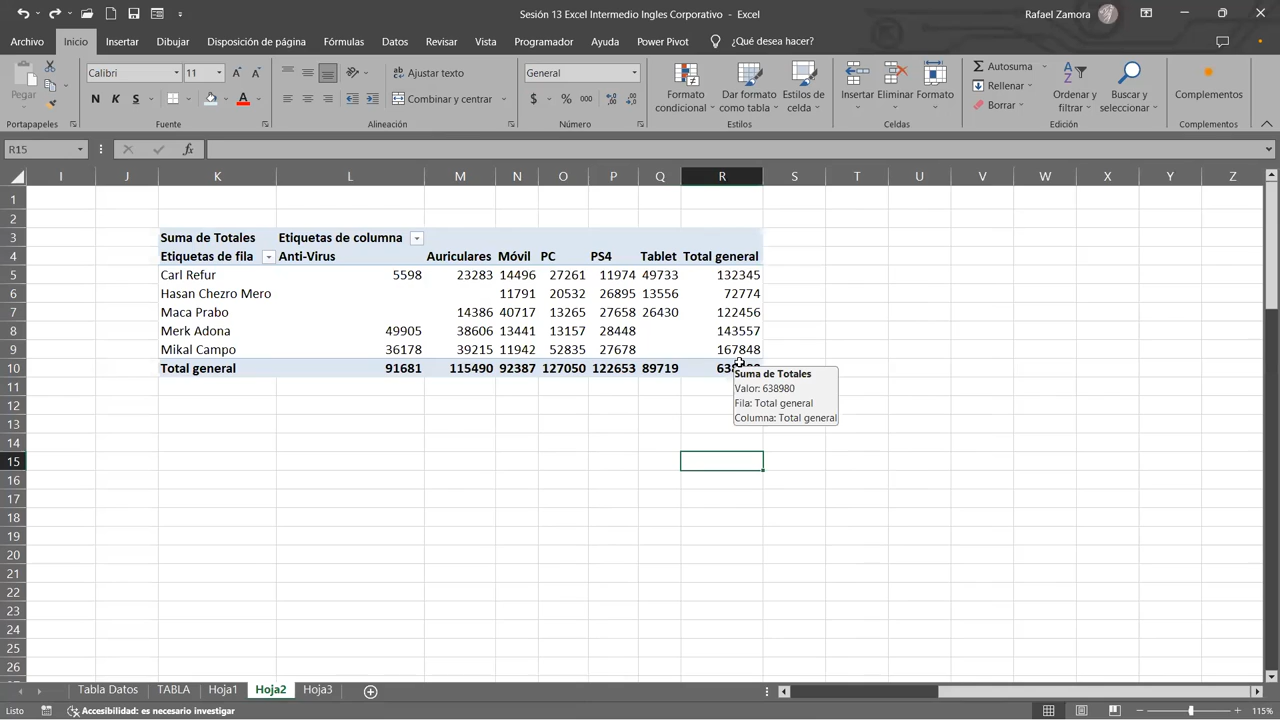 Sesión 13 Excel Intermedio Ingles Corporativo - Excel
Rafael Zamora
Archivo Inicio Insertar Dibujar Disposición de página Fórmulas Datos Revisar Vista Programador Ayuda Power Pivot ¿Qué desea hacer?
Pegar
Calibri 11
N K S
Ajustar texto
Combinar y centrar
General
$ % 000
Formato condicional
Dar formato como tabla
Estilos de celda
Insertar Eliminar Formato
Autosuma
Rellenar
Borrar
Ordenar y filtrar
Buscar y seleccionar
Complementos
Portapapeles Fuente Alineación Número Estilos Celdas Edición Complementos
R15 fx
I J K L M N O P Q R S T U V W X Y Z
1
2
3 Suma de Totales Etiquetas de columna
4 Etiquetas de fila Anti-Virus Auriculares Móvil PC PS4 Tablet Total general
5 Carl Refur 5598 23283 14496 27261 11974 49733 132345
6 Hasan Chezro Mero 11791 20532 26895 13556 72774
7 Maca Prabo 14386 40717 13265 27658 26430 122456
8 Merk Adona 49905 38606 13441 13157 28448 143557
9 Mikal Campo 36178 39215 11942 52835 27678 167848
10 Total general 91681 115490 92387 127050 122653 89719
Suma de Totales
Valor: 638980
Fila: Total general
Columna: Total general
11
12
13
14
15
16
17
18
19
20
21
22
23
24
25
26
Tabla Datos TABLA Hoja1 Hoja2 Hoja3
Listo Accesibilidad: es necesario investigar 115%